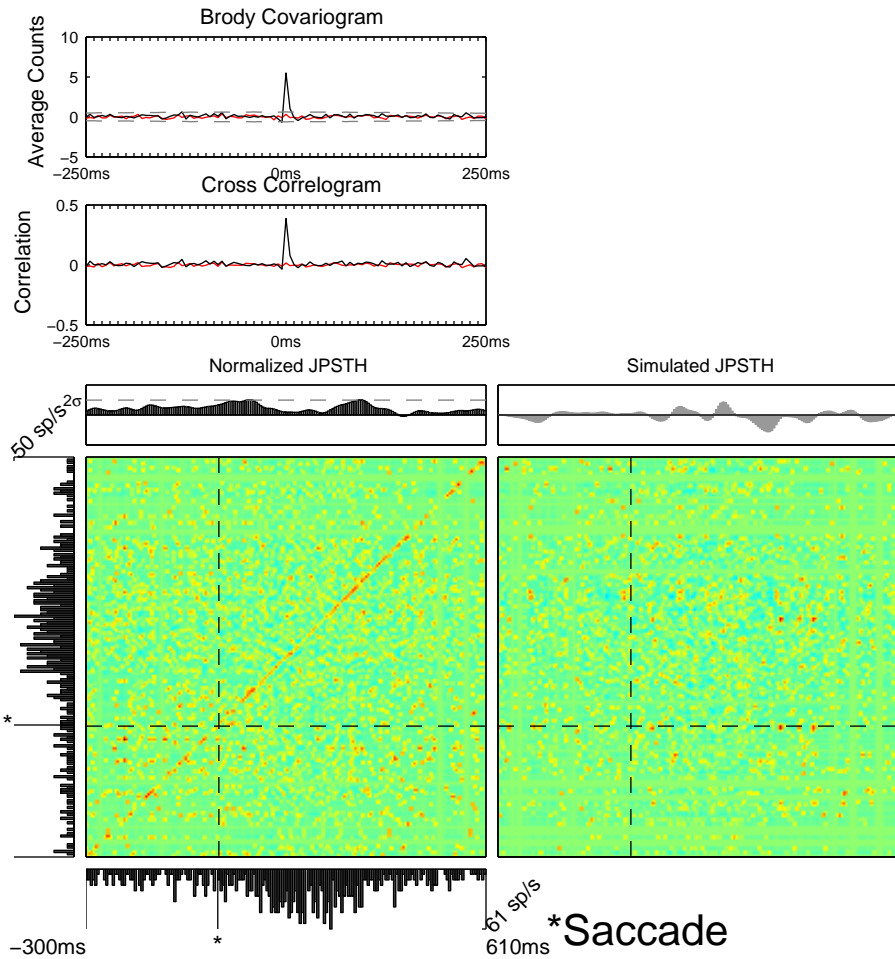 Brody Covariogram
Average Counts
10
5
0
−5
−250ms 0ms 250ms
Cross Correlogram
Correlation
0.5
0
−0.5
−250ms 0ms 250ms
Normalized JPSTH
Simulated JPSTH
50 sp/s
2σ
*
*
61 sp/s
−300ms
610ms
*Saccade